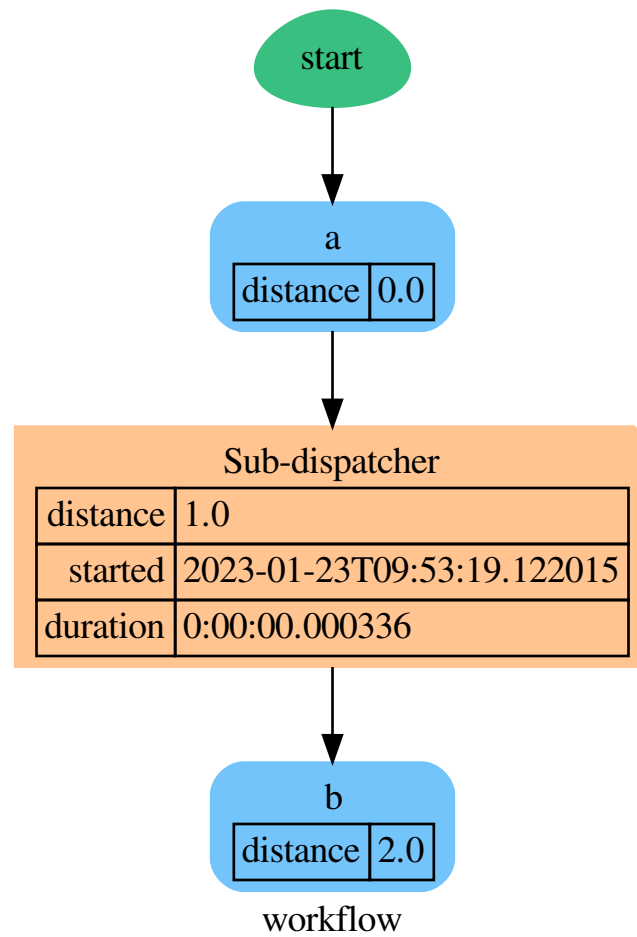 start
a
distance 0.0
Sub-dispatcher
distance 1.0
started 2023-01-23T09:53:19.122015
duration 0:00:00.000336
b
distance 2.0
workflow